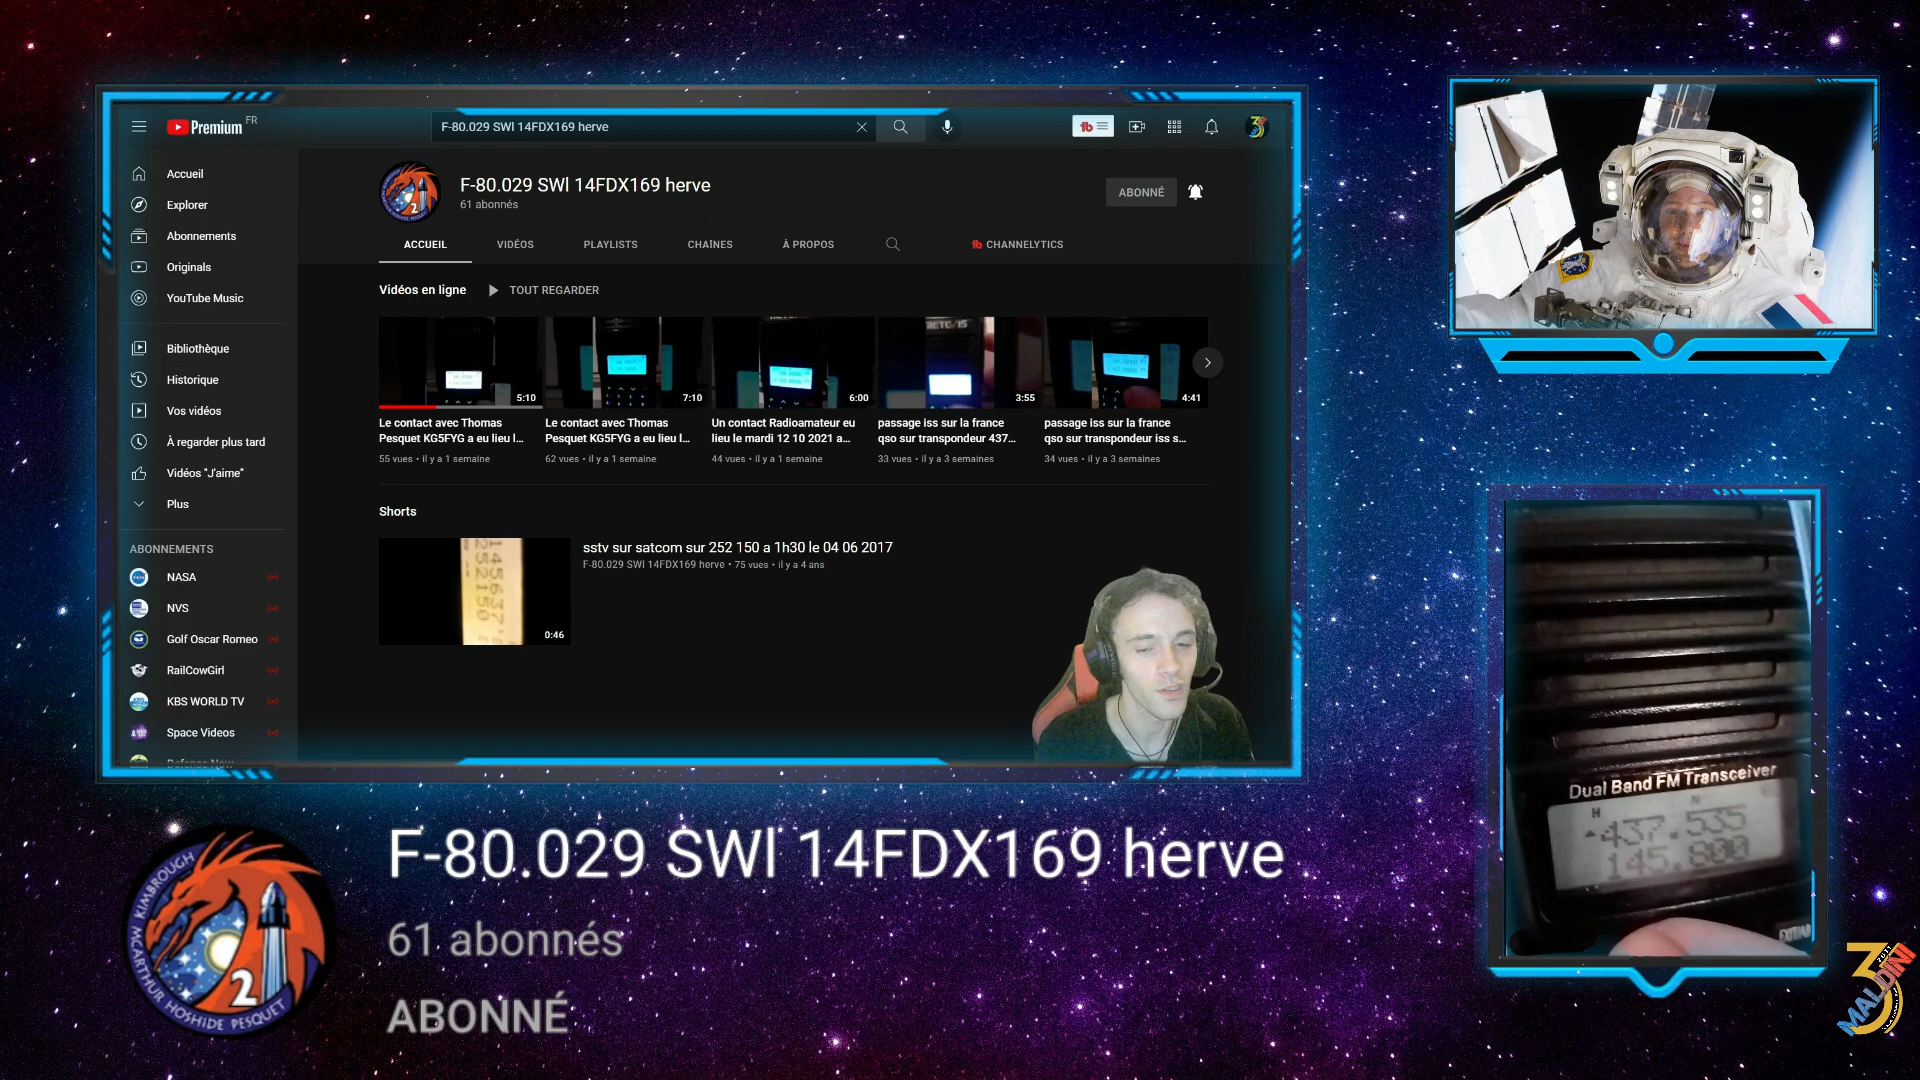 Premium FR
F-80.029 SWl 14FDX169 herve
Accueil
Explorer
Abonnements
Originals
YouTube Music
Bibliothèque
Historique
Vos vidéos
À regarder plus tard
Vidéos "J'aime"
Plus
ABONNEMENTS
NASA
NVS
Golf Oscar Romeo
RailCowGirl
KBS WORLD TV
Space Videos
Defense Now
F-80.029 SWl 14FDX169 herve
61 abonnés
ABONNÉ
ACCUEIL VIDÉOS PLAYLISTS CHAÎNES À PROPOS CHANNELYTICS
Vidéos en ligne TOUT REGARDER
5:10 7:10 6:00 3:55 4:41
Le contact avec Thomas
Pesquet KG5FYG a eu lieu l...
55 vues • il y a 1 semaine
Le contact avec Thomas
Pesquet KG5FYG a eu lieu l...
62 vues • il y a 1 semaine
Un contact Radioamateur eu
lieu le mardi 12 10 2021 a...
44 vues • il y a 1 semaine
passage iss sur la france
qso sur transpondeur 437...
33 vues • il y a 3 semaines
passage iss sur la france
qso sur transpondeur iss s...
34 vues • il y a 3 semaines
Shorts
0:46
sstv sur satcom sur 252 150 a 1h30 le 04 06 2017
F-80.029 SWl 14FDX169 herve • 75 vues • il y a 4 ans
Dual Band FM Transceiver
H N
437.535
145.800
F-80.029 SWl 14FDX169 herve
61 abonnés
ABONNÉ
MCARTHUR KIMBROUGH
HOSHIDE PESQUET
2
3
MALDINI